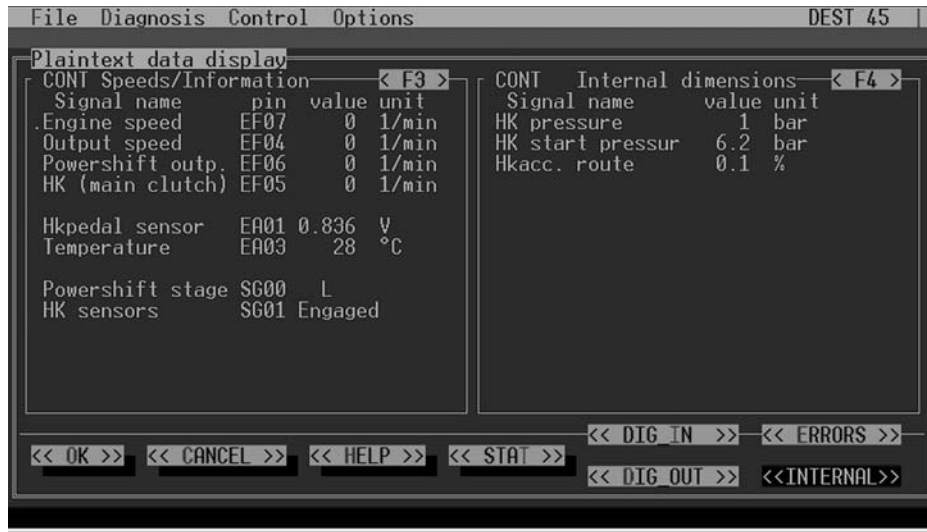 File Diagnosis Control Options DEST 45
Plaintext data display
CONT Speeds/Information < F3 >
Signal name pin value unit
.Engine speed EF07 0 1/min
Output speed EF04 0 1/min
Powershift outp. EF06 0 1/min
HK (main clutch) EF05 0 1/min
Hkpedal sensor EA01 0.836 V
Temperature EA03 28 °C
Powershift stage SG00 L
HK sensors SG01 Engaged
CONT Internal dimensions < F4 >
Signal name value unit
HK pressure 1 bar
HK start pressur 6.2 bar
Hkacc. route 0.1 %
<< DIG_IN >> << ERRORS >>
<< OK >> << CANCEL >> << HELP >> << STAT >>
<< DIG_OUT >> <<INTERNAL>>